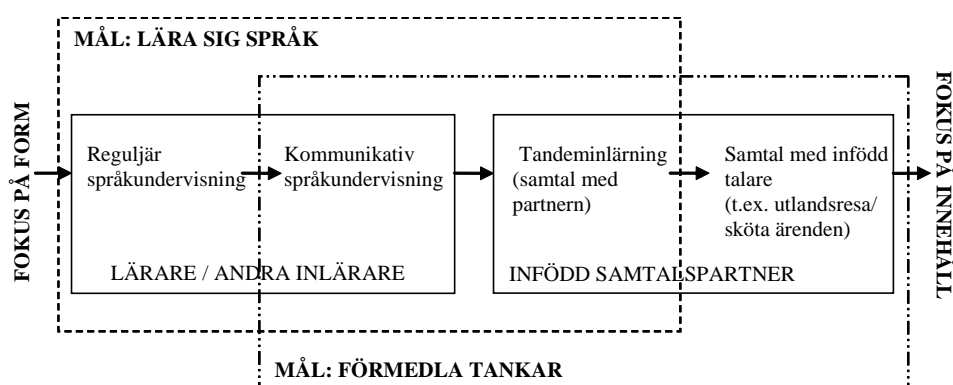 MÅL: LÄRA SIG SPRÅK
FOKUS PÅ FORM
Reguljär
språkundervisning
Kommunikativ
språkundervisning
LÄRARE / ANDRA INLÄRARE
Tandeminlärning
(samtal med
partnern)
Samtal med infödd
talare
(t.ex. utlandsresa/
sköta ärenden)
INFÖDD SAMTALSPARTNER
FOKUS PÅ INNEHÅLL
MÅL: FÖRMEDLA TANKAR